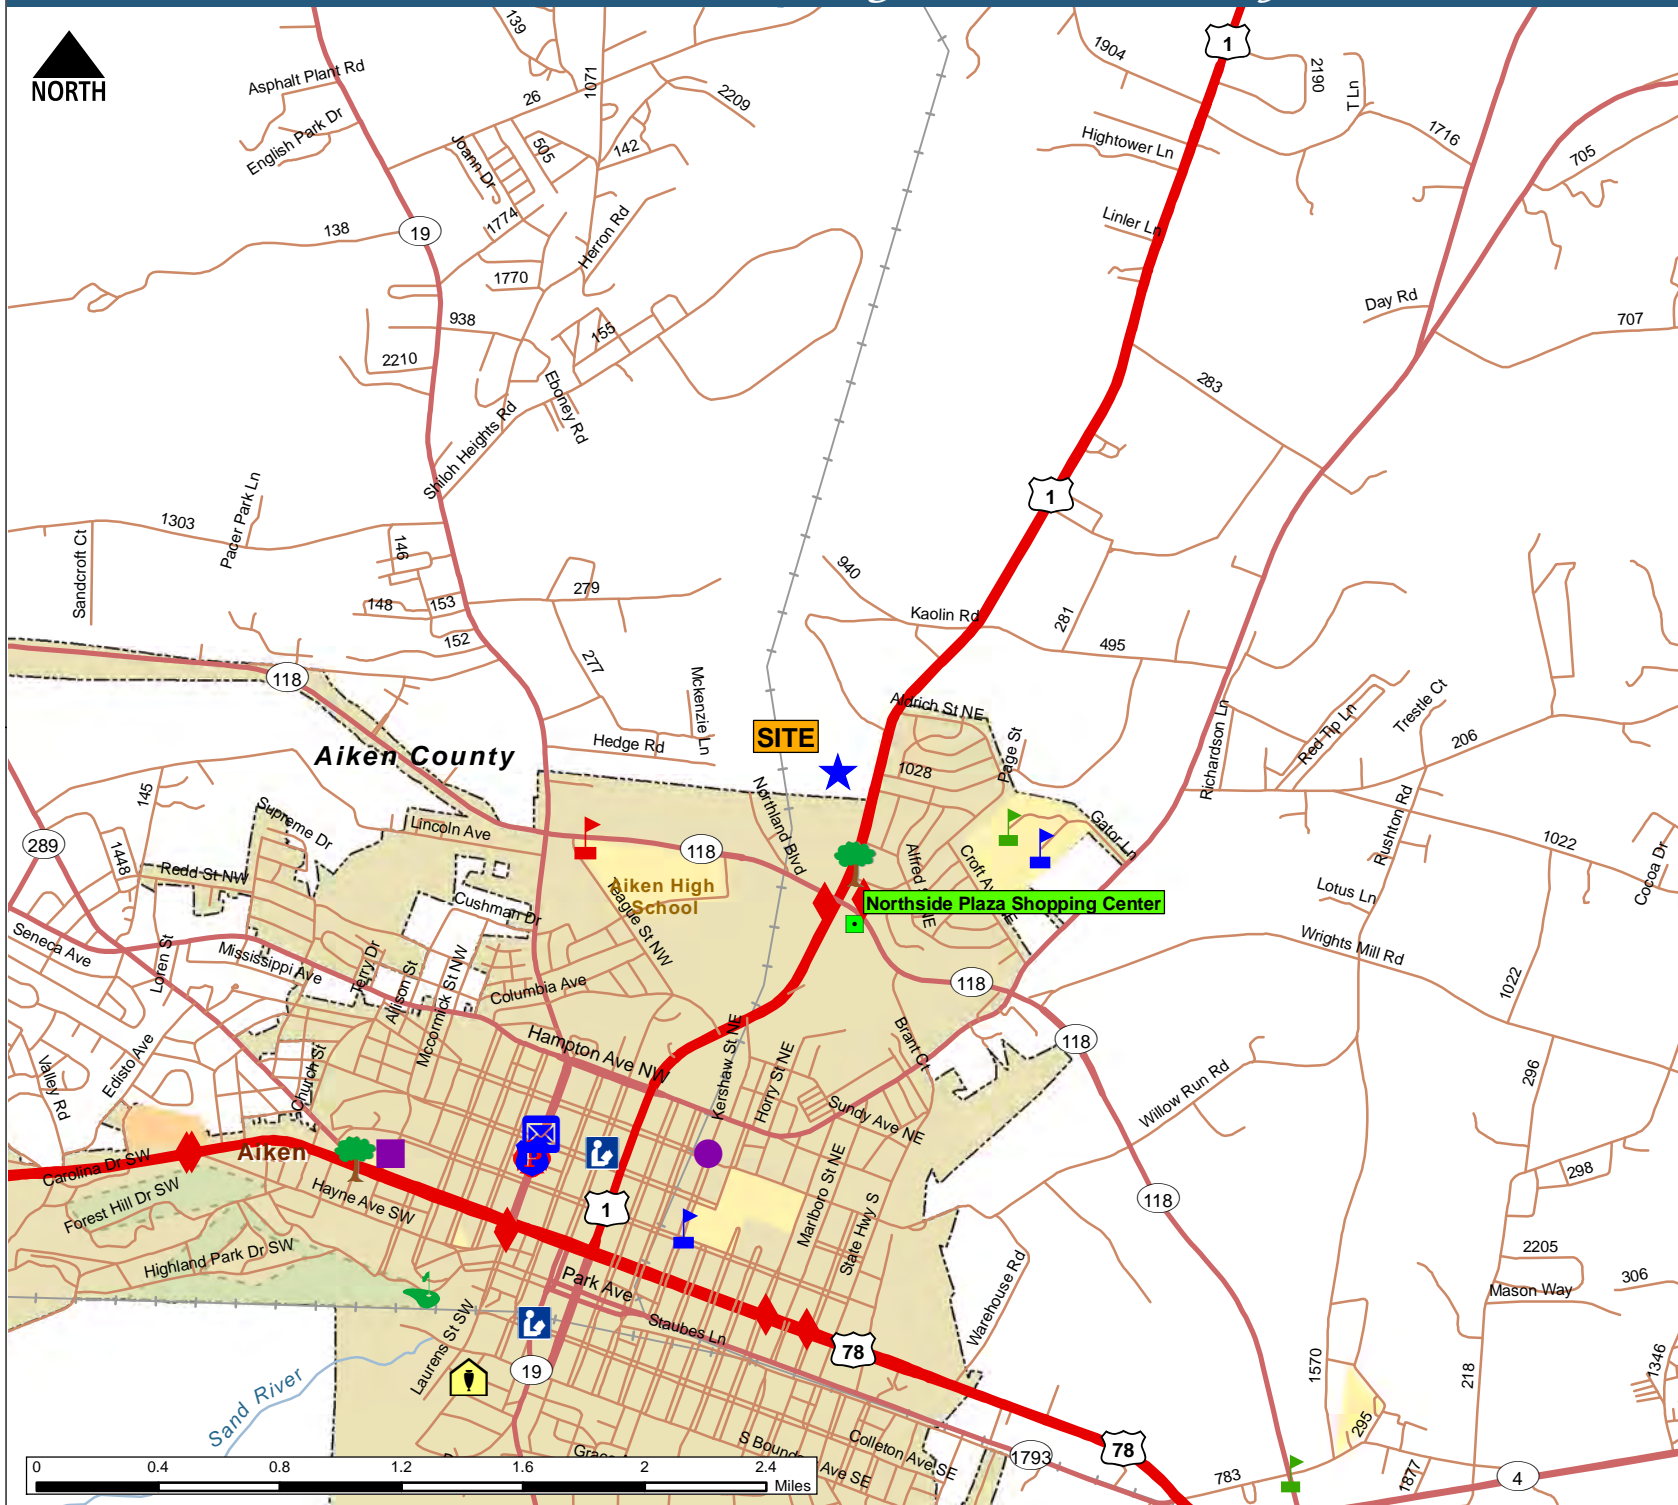 NORTH
139
1071
1904
1
2190
T Ln
1716
705
Asphalt Plant Rd
English Park Dr
26
2209
Joann Dr
505
142
Hightower Ln
1774
Herron Rd
138
19
Linler Ln
1770
938
155
2210
Day Rd
707
283
Eboney Rd
Shiloh Heights Rd
1
1303
Pacer Park Ln
Sandcroft Ct
146
148
153
152
279
277
940
Kaolin Rd
281
495
118
Mckenzie Ln
Hedge Rd
Aldrich St NE
Page St
SITE
1028
Richardson Ln
Red Tip Ln
Trestle Ct
206
Aiken County
145
Supreme Dr
Lincoln Ave
289
1448
Redd St NW
118
Northland Blvd
Gator Ln
Rushton Rd
1022
Cocoa Dr
Aiken High
School
Teague St NW
Cushman Dr
Northside Plaza Shopping Center
Lotus Ln
Wrights Mill Rd
1022
Seneca Ave
Loren St
Mississippi Ave
Terry Dr
Allison St
Mccormick St NW
Columbia Ave
118
118
Hampton Ave NW
Kershaw St NE
Horry St NE
Brant Ct
Valley Rd
Edisto Ave
Church St
Sundy Ave NE
Willow Run Rd
296
298
Aiken
Carolina Dr SW
P
Forest Hill Dr SW
Hayne Ave SW
1
Marlboro St NE
State Hwy S
118
Highland Park Dr SW
Park Ave
Staubes Ln
Warehouse Rd
2205
Mason Way
306
78
Laurens St SW
19
Sand River
1570
218
1346
295
S Bound
Ave SE
Colleton Ave SE
1793
78
783
1877
4
0 0.4 0.8 1.2 1.6 2 2.4
Miles